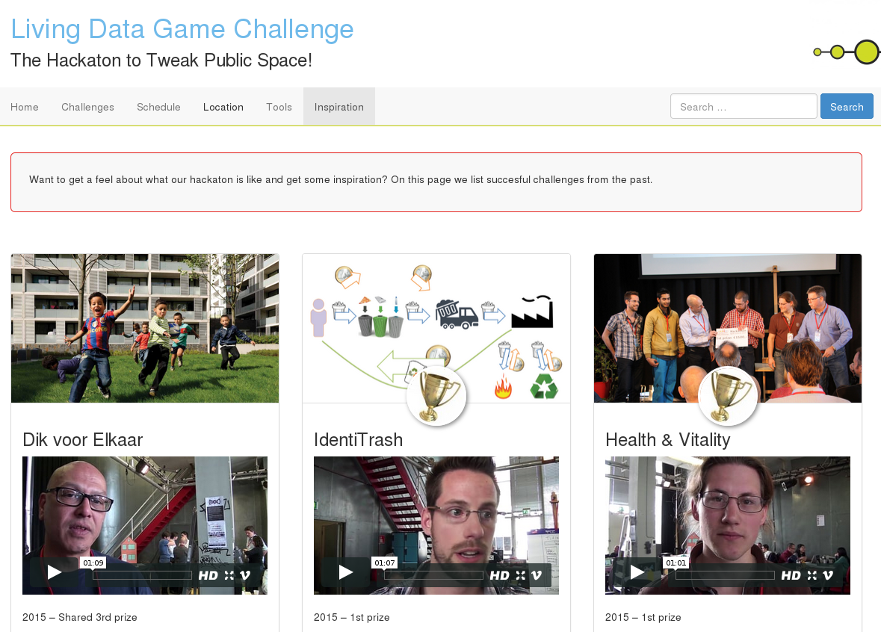 Living Data Game Challenge
The Hackaton to Tweak Public Space!
Home Challenges Schedule Location Tools Inspiration Search ... Search
Want to get a feel about what our hackaton is like and get some inspiration? On this page we list succesful challenges from the past.
Dik voor Elkaar IdentiTrash Health & Vitality
01:09 01:07 01:01
HD HD HD
2015 – Shared 3rd prize 2015 – 1st prize 2015 – 1st prize